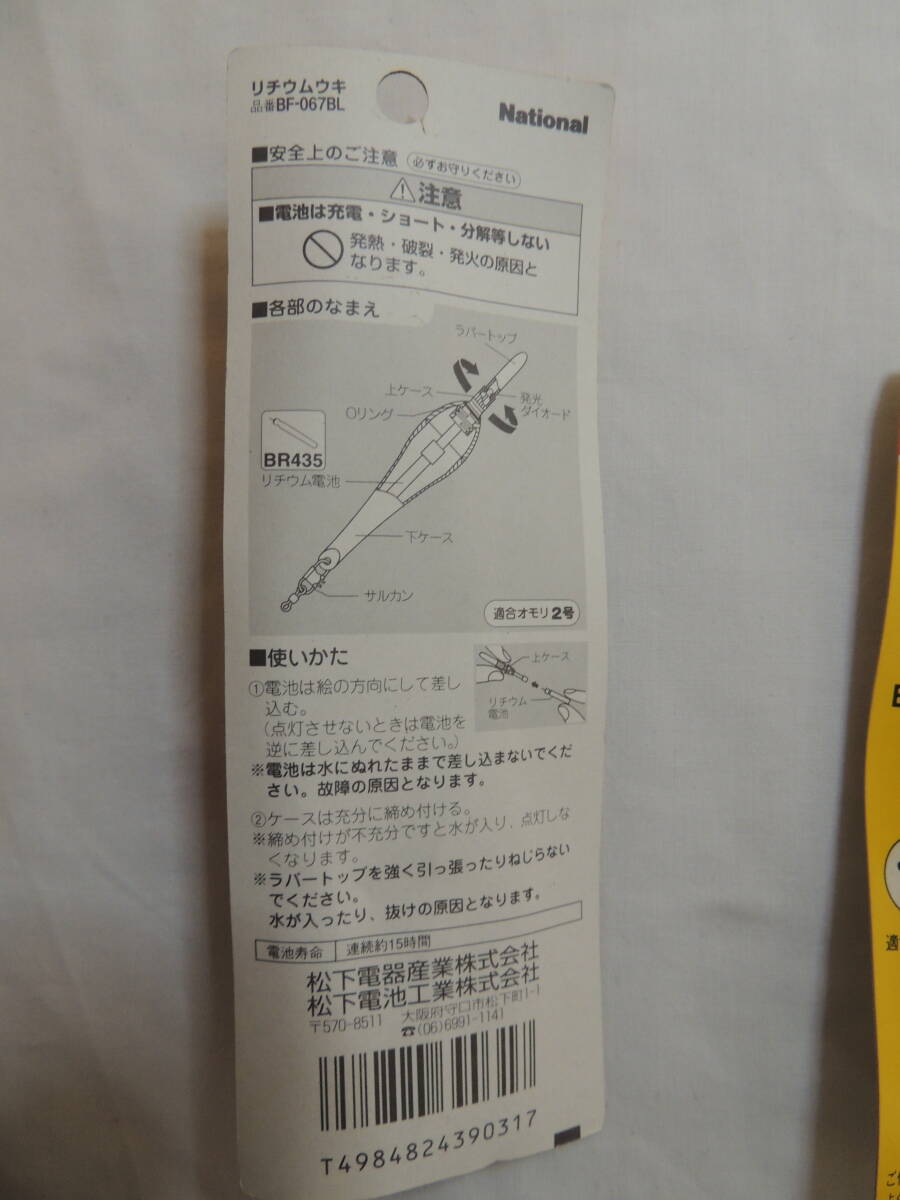 リチウムウキ
品番BF-067BL
National
■安全上のご注意 必ずお守りください
注意
■電池は充電・ショート・分解等しない
発熱・破裂・発火の原因と
なります。
■各部のなまえ
ラバートップ
上ケース
発光
ダイオード
Oリング
BR435
リチウム電池
下ケース
サルカン
適合オモリ2号
■使いかた
①電池は絵の方向にして差し
込む。
(点灯させないときは電池を
逆に差し込んでください。)
上ケース
リチウム
電池
※電池は水にぬれたままで差し込まないでくだ
さい。故障の原因となります。
②ケースは充分に締め付ける。
※締め付けが不充分ですと水が入り、点灯しな
くなります。
※ラバートップを強く引っ張ったりねじらない
でください。
水が入ったり、抜けの原因となります。
電池寿命 連続約15時間
松下電器産業株式会社
松下電池工業株式会社
〒570-8511 大阪府守口市松下町1-1
☎(06)6991-1141
T4984824390317
適